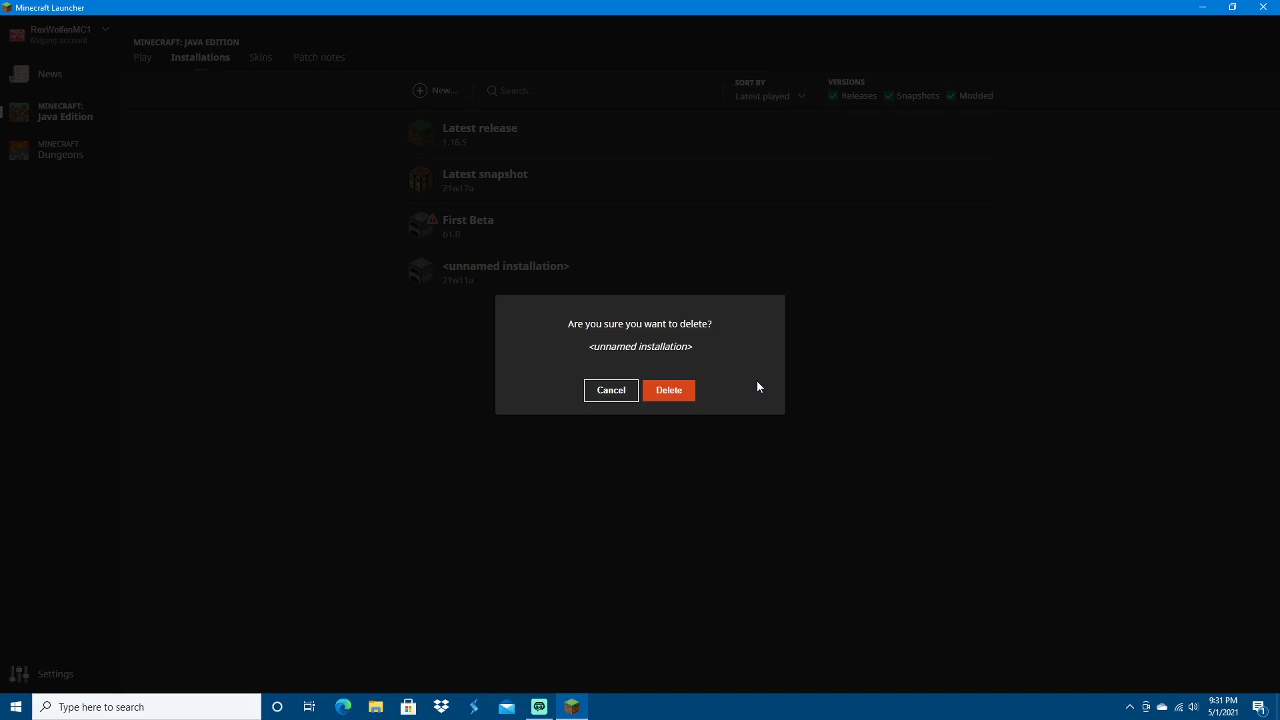 Minecraft Launcher
RexWolfenMC1
Mojang account
News
MINECRAFT:
Java Edition
MINECRAFT
Dungeons
Settings
MINECRAFT: JAVA EDITION
Play Installations Skins Patch notes
New... Search...
SORT BY
Latest played
VERSIONS
Releases Snapshots Modded
Latest release
1.16.5
Latest snapshot
21w17a
First Beta
b1.0
<unnamed installation>
21w11a
Are you sure you want to delete?
<unnamed installation>
Cancel Delete
Type here to search
9:31 PM
5/1/2021